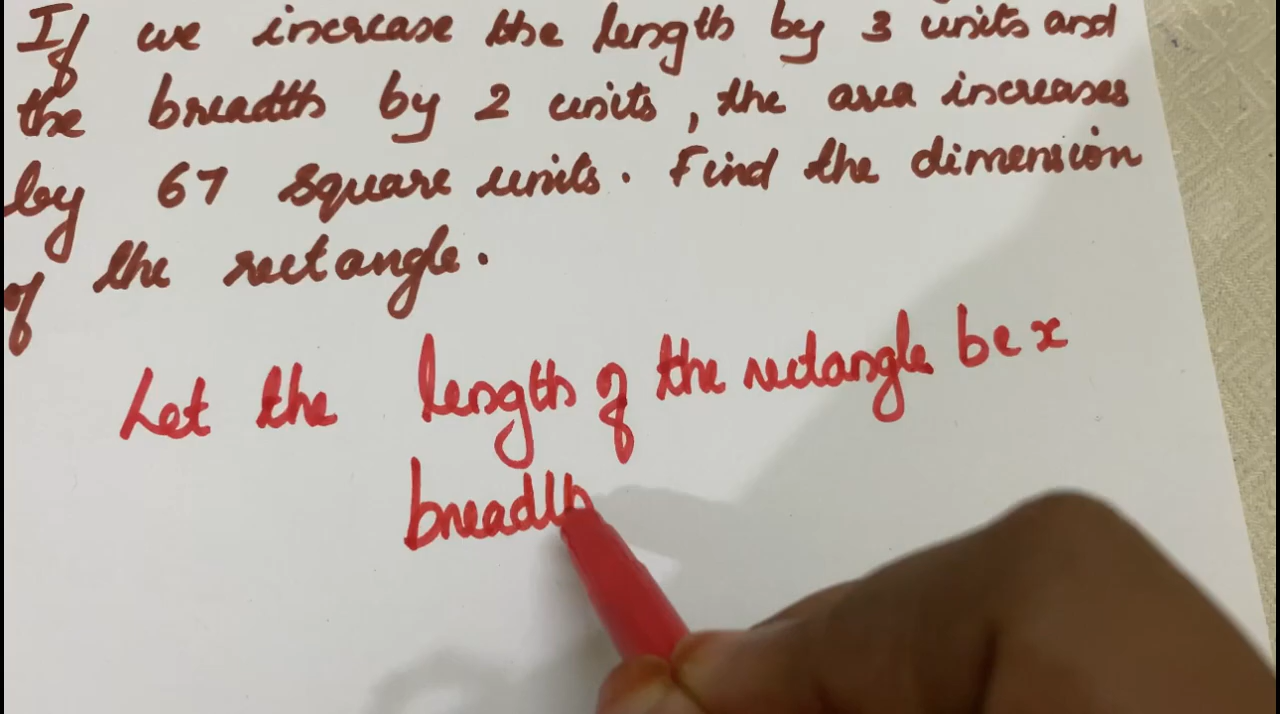 If we increase the length by 3 units and
the breadth by 2 units, the area increases
by 67 square units. Find the dimension
of the rectangle.
Let the length of the rectangle be x
breadth